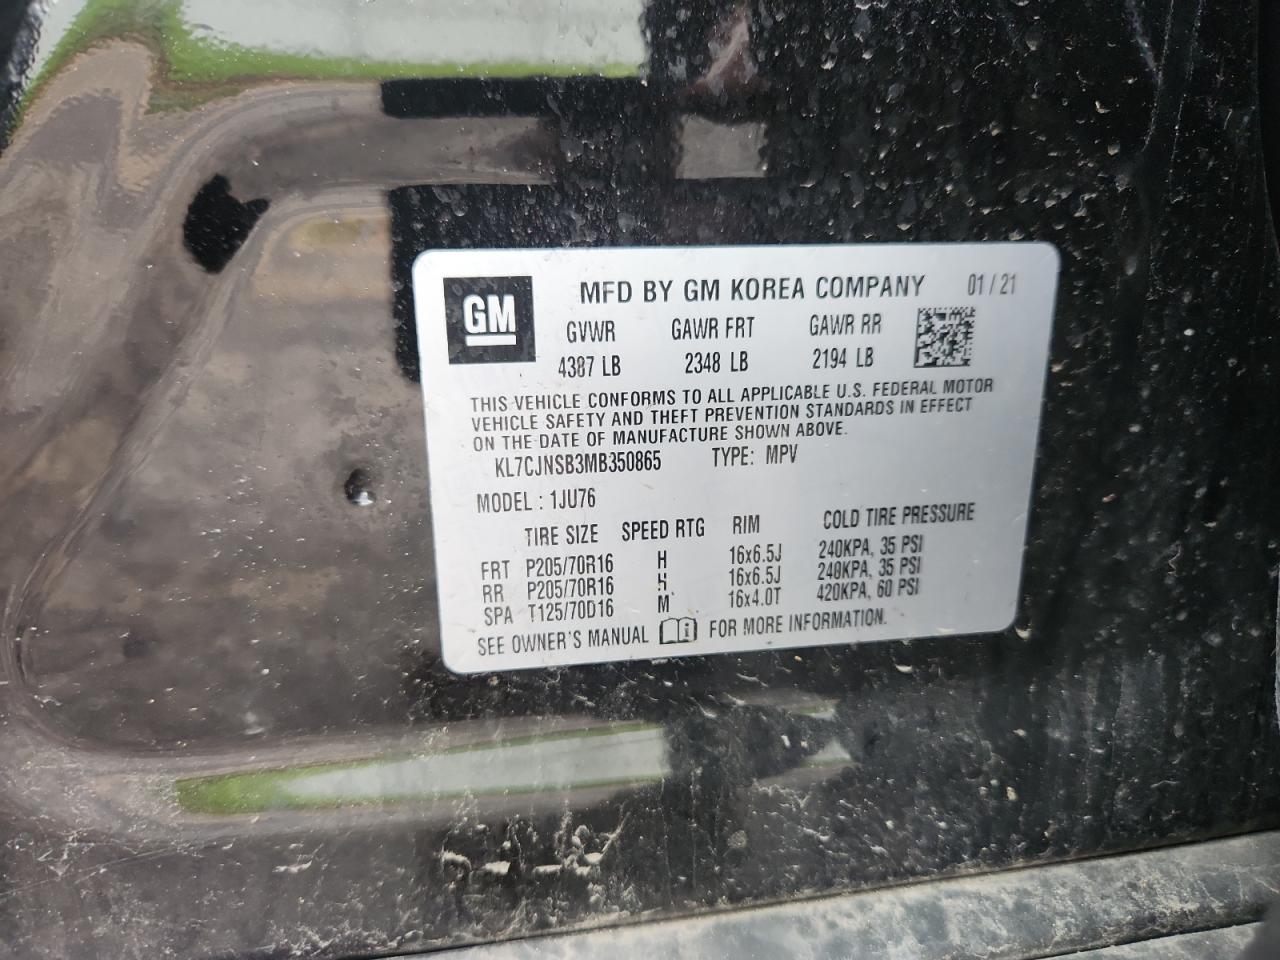 GM MFD BY GM KOREA COMPANY 01 / 21
GVWR GAWR FRT GAWR RR
4387 LB 2348 LB 2194 LB
THIS VEHICLE CONFORMS TO ALL APPLICABLE U.S. FEDERAL MOTOR
VEHICLE SAFETY AND THEFT PREVENTION STANDARDS IN EFFECT
ON THE DATE OF MANUFACTURE SHOWN ABOVE.
KL7CJNSB3MB350865 TYPE: MPV
MODEL : 1JU76
TIRE SIZE SPEED RTG RIM COLD TIRE PRESSURE
FRT P205/70R16 H 16x6.5J 240KPA, 35 PSI
RR P205/70R16 H 16x6.5J 240KPA, 35 PSI
SPA T125/70D16 M 16x4.0T 420KPA, 60 PSI
SEE OWNER'S MANUAL FOR MORE INFORMATION.